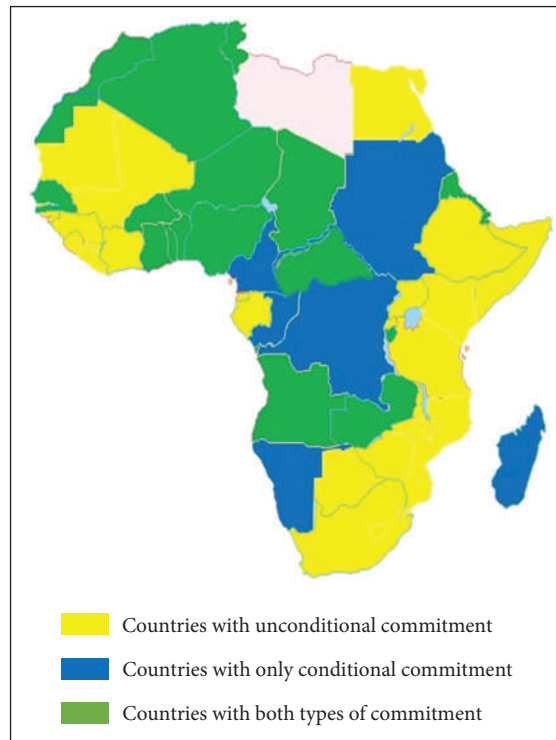 Countries with unconditional commitment
Countries with only conditional commitment
Countries with both types of commitment